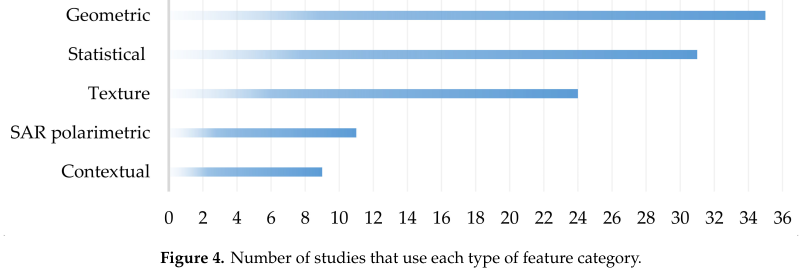 Geometric
Statistical
Texture
SAR polarimetric
Contextual
0 2 4 6 8 10 12 14 16 18 20 22 24 26 28 30 32 34 36
Figure 4. Number of studies that use each type of feature category.